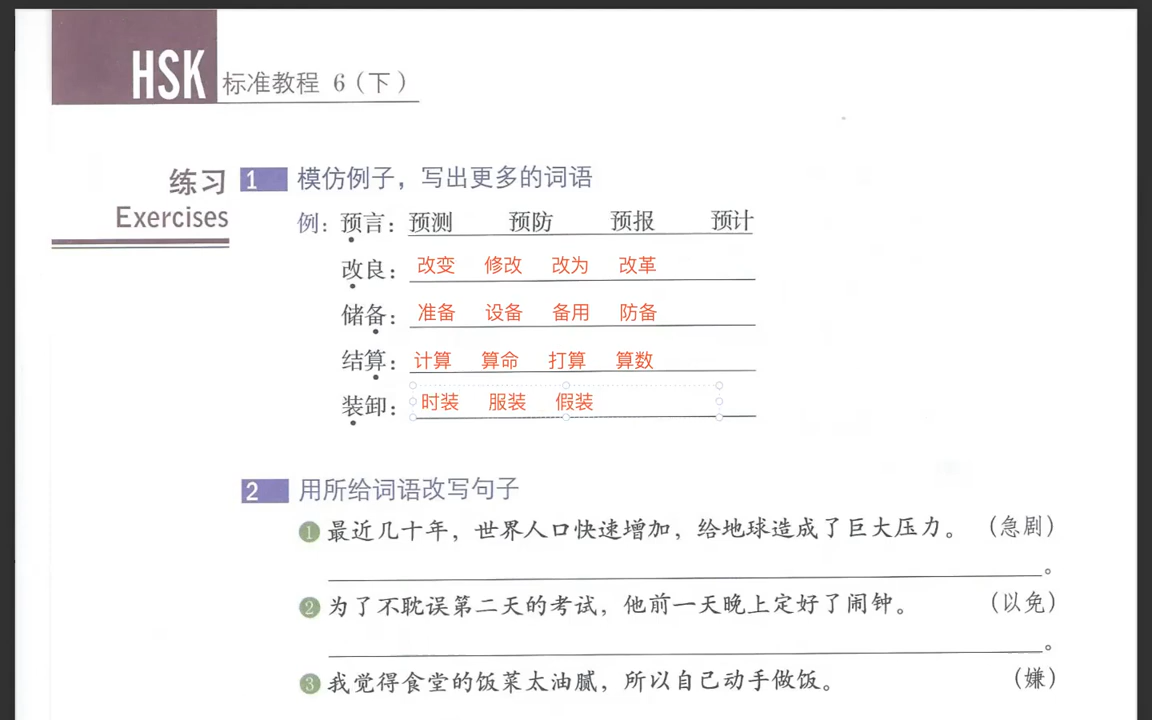 HSK 标准教程 6（下）
练习 1 模仿例子，写出更多的词语
Exercises
例：预言：预测 预防 预报 预计
改良：改变 修改 改为 改革
储备：准备 设备 备用 防备
结算：计算 算命 打算 算数
装卸：时装 服装 假装
2 用所给词语改写句子
1 最近几十年，世界人口快速增加，给地球造成了巨大压力。（急剧）
。
2 为了不耽误第二天的考试，他前一天晚上定好了闹钟。（以免）
。
3 我觉得食堂的饭菜太油腻，所以自己动手做饭。（嫌）